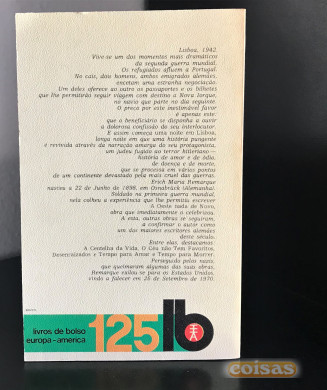 Lisboa, 1942.
Vive-se um dos momentos mais dramáticos
da segunda guerra mundial.
Os refugiados afluem a Portugal.
No cais, dois homens, ambos emigrados alemães,
encetam uma estranha negociação.
Um deles oferece ao outro os passaportes e os bilhetes
que lhe permitirão seguir viagem com destino a Nova Iorque,
no navio que parte no dia seguinte.
O preço por este inestimável favor
é apenas este:
que o beneficiário se disponha a ouvir
a dolorosa confissão do seu interlocutor.
E assim começa uma noite em Lisboa,
longa noite em que uma história pungente
é revivida através da narração amarga do seu protagonista,
um judeu fugido ao terror hitleriano —
história de amor e de ódio,
de doença e de morte,
que se processa em vários pontos
de um continente devastado pela mais cruel das guerras.
Erich Maria Remarque
nasceu a 22 de Junho de 1898, em Osnabrück (Alemanha).
Soldado na primeira guerra mundial,
nela colheu a experiência que lhe permitiu escrever
A Oeste nada de Novo,
obra que imediatamente o celebrizou.
A esta, outras obras se seguiram,
a confirmar o autor como
um dos maiores escritores alemães
deste século.
Entre elas, destacamos:
A Centelha da Vida, O Céu não Tem Favoritos,
Desenraizados e Tempo para Amar e Tempo para Morrer.
Perseguido pelos nazis,
que queimaram algumas das suas obras,
Remarque exilou-se para os Estados Unidos,
vindo a falecer em 25 de Setembro de 1970.
livros de bolso
europa-america
125
lb
coisas